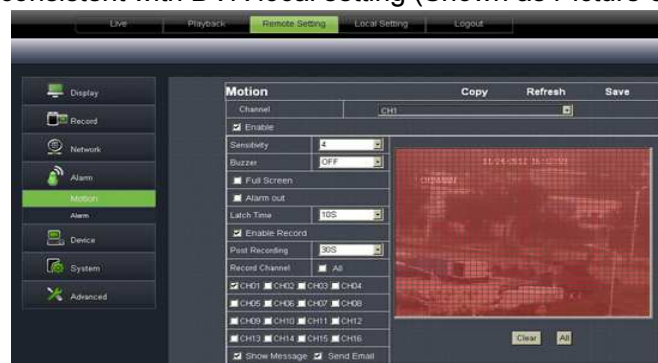 consistent with DVR local setting (Shown as Picture
Live Playback Remote Setting Local Setting Logout
Display
Record
Network
Alarm
Motion
Alarm
Device
System
Advanced
Motion Copy Refresh Save
Channel CH1
Enable
Sensitivity 4
Buzzer OFF
Full Screen
Alarm out
Latch Time 10S
Enable Record
Post Recording 30S
Record Channel All
CH01 CH02 CH03 CH04
CH05 CH06 CH07 CH08
CH09 CH10 CH11 CH12
CH13 CH14 CH15 CH16
Show Message Send Email
Clear All